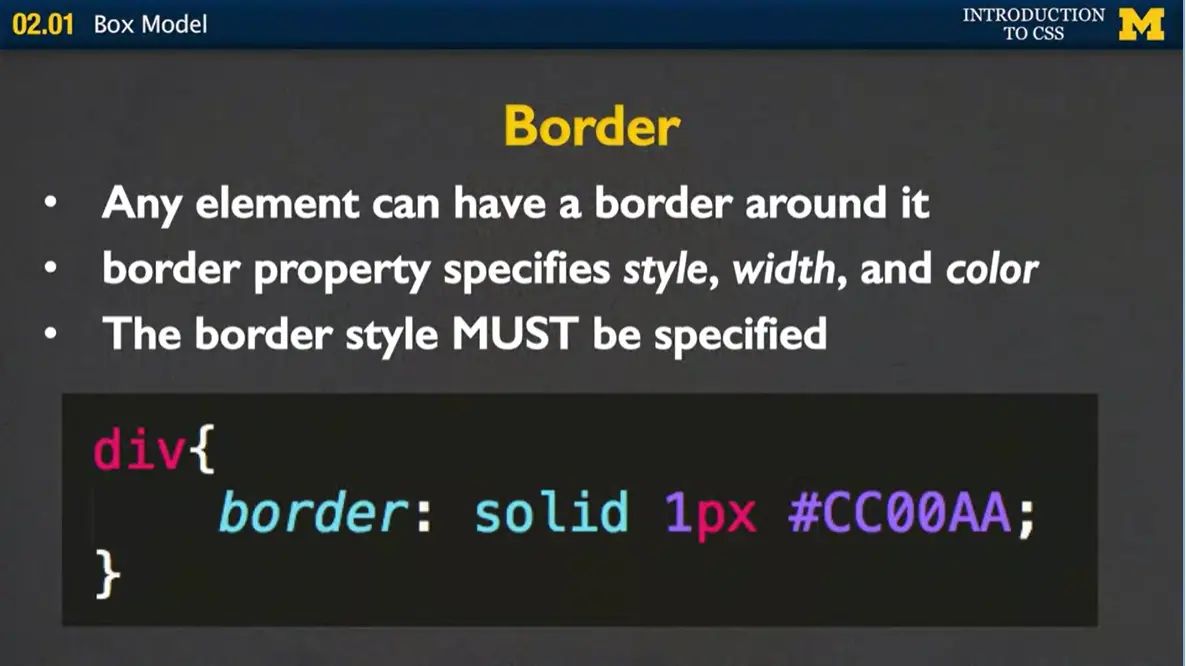 02.01 Box Model
INTRODUCTION
TO CSS
M
Border
• Any element can have a border around it
• border property specifies style, width, and color
• The border style MUST be specified
div{
    border: solid 1px #CC00AA;
}